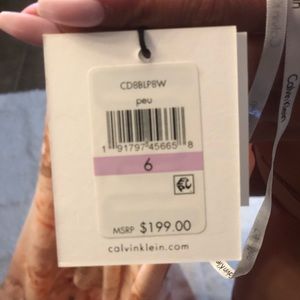 CD8BLP8W
peu
1 91797 45665 8
6
MSRP $199.00
calvinklein.com
Calvin Klein